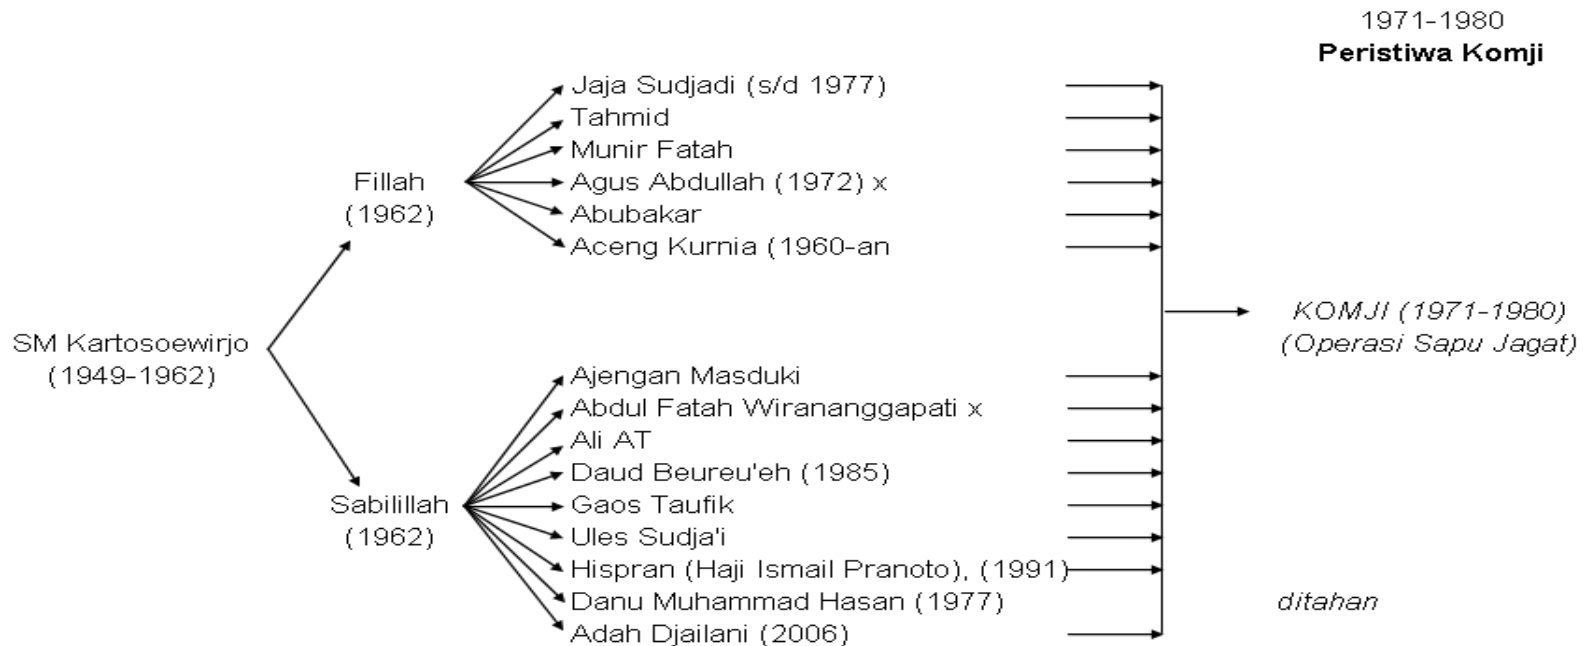 1971-1980
Peristiwa Komji
Jaja Sudjadi (s/d 1977)
Tahmid
Munir Fatah
Fillah
(1962)
Agus Abdullah (1972) x
Abubakar
Aceng Kurnia (1960-an
SM Kartosoewirjo
(1949-1962)
KOMJI (1971-1980)
(Operasi Sapu Jagat)
Ajengan Masduki
Abdul Fatah Wirananggapati x
Ali AT
Daud Beureu'eh (1985)
Sabilillah
(1962)
Gaos Taufik
Ules Sudja'i
Hispran (Haji Ismail Pranoto), (1991)
Danu Muhammad Hasan (1977)
ditahan
Adah Djailani (2006)